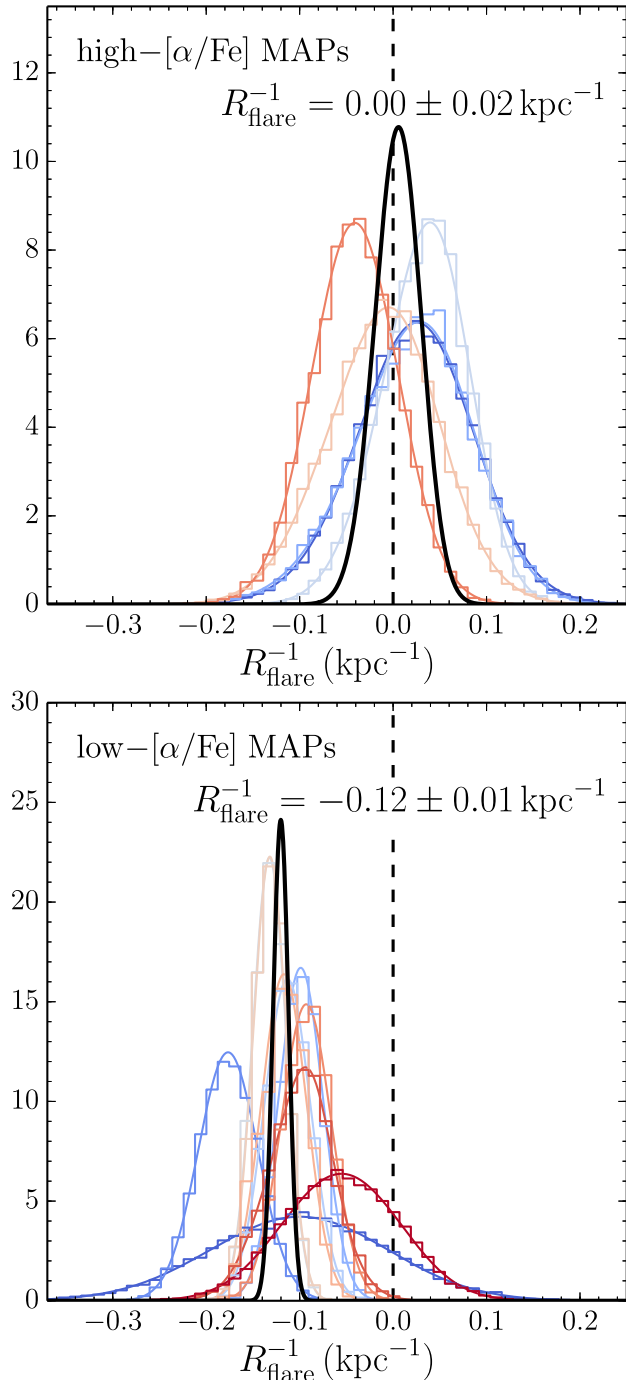 high−[α/Fe] MAPs
R_flare^−1 = 0.00 ± 0.02 kpc^−1
12
10
8
6
4
2
0
−0.3 −0.2 −0.1 0.0 0.1 0.2
R_flare^−1 (kpc^−1)
30
low−[α/Fe] MAPs
R_flare^−1 = −0.12 ± 0.01 kpc^−1
25
20
15
10
5
0
−0.3 −0.2 −0.1 0.0 0.1 0.2
R_flare^−1 (kpc^−1)